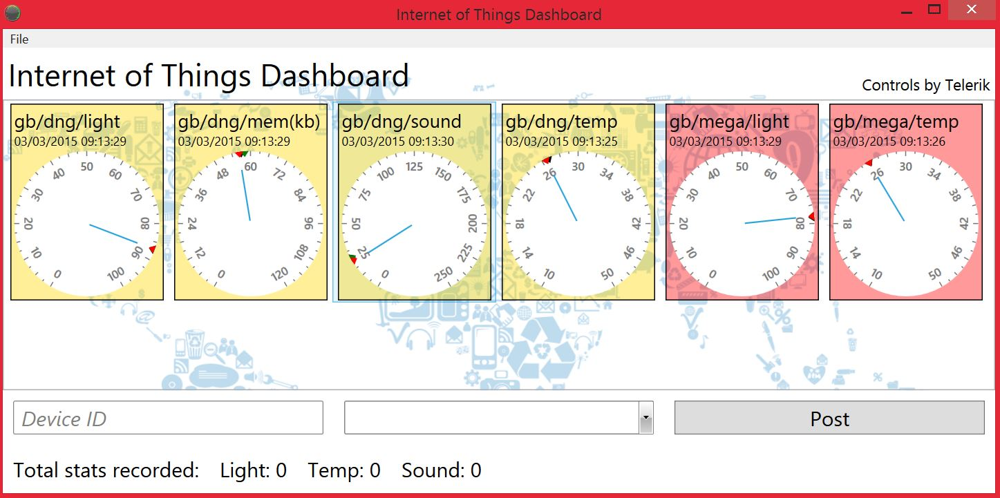 Internet of Things Dashboard
File
Internet of Things Dashboard
Controls by Telerik
gb/dng/light
03/03/2015 09:13:29
0 10 20 30 40 50 60 70 80 90 100
gb/dng/mem(kb)
03/03/2015 09:13:29
0 12 24 36 48 60 72 84 96 108 120
gb/dng/sound
03/03/2015 09:13:30
0 25 50 75 100 125 150 175 200 225 250
gb/dng/temp
03/03/2015 09:13:25
10 14 18 22 26 30 34 38 42 46 50
gb/mega/light
03/03/2015 09:13:29
0 10 20 30 40 50 60 70 80 90 100
gb/mega/temp
03/03/2015 09:13:26
10 14 18 22 26 30 34 38 42 46 50
Device ID
Post
Total stats recorded: Light: 0 Temp: 0 Sound: 0